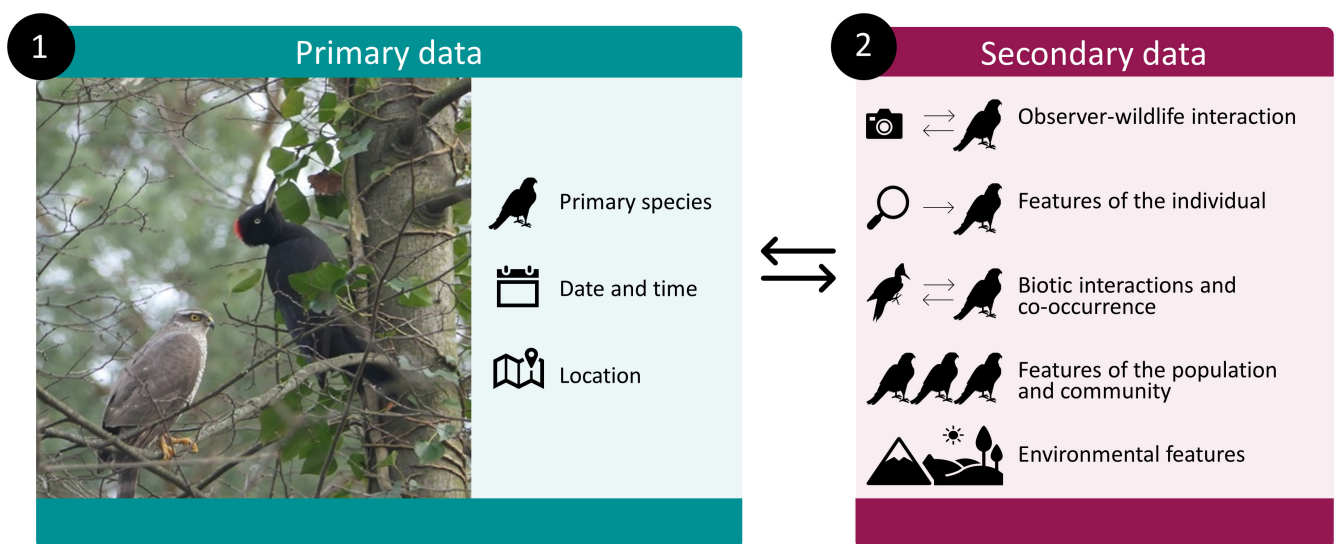 1
Primary data
Primary species
Date and time
Location
2
Secondary data
Observer-wildlife interaction
Features of the individual
Biotic interactions and
co-occurrence
Features of the population
and community
Environmental features